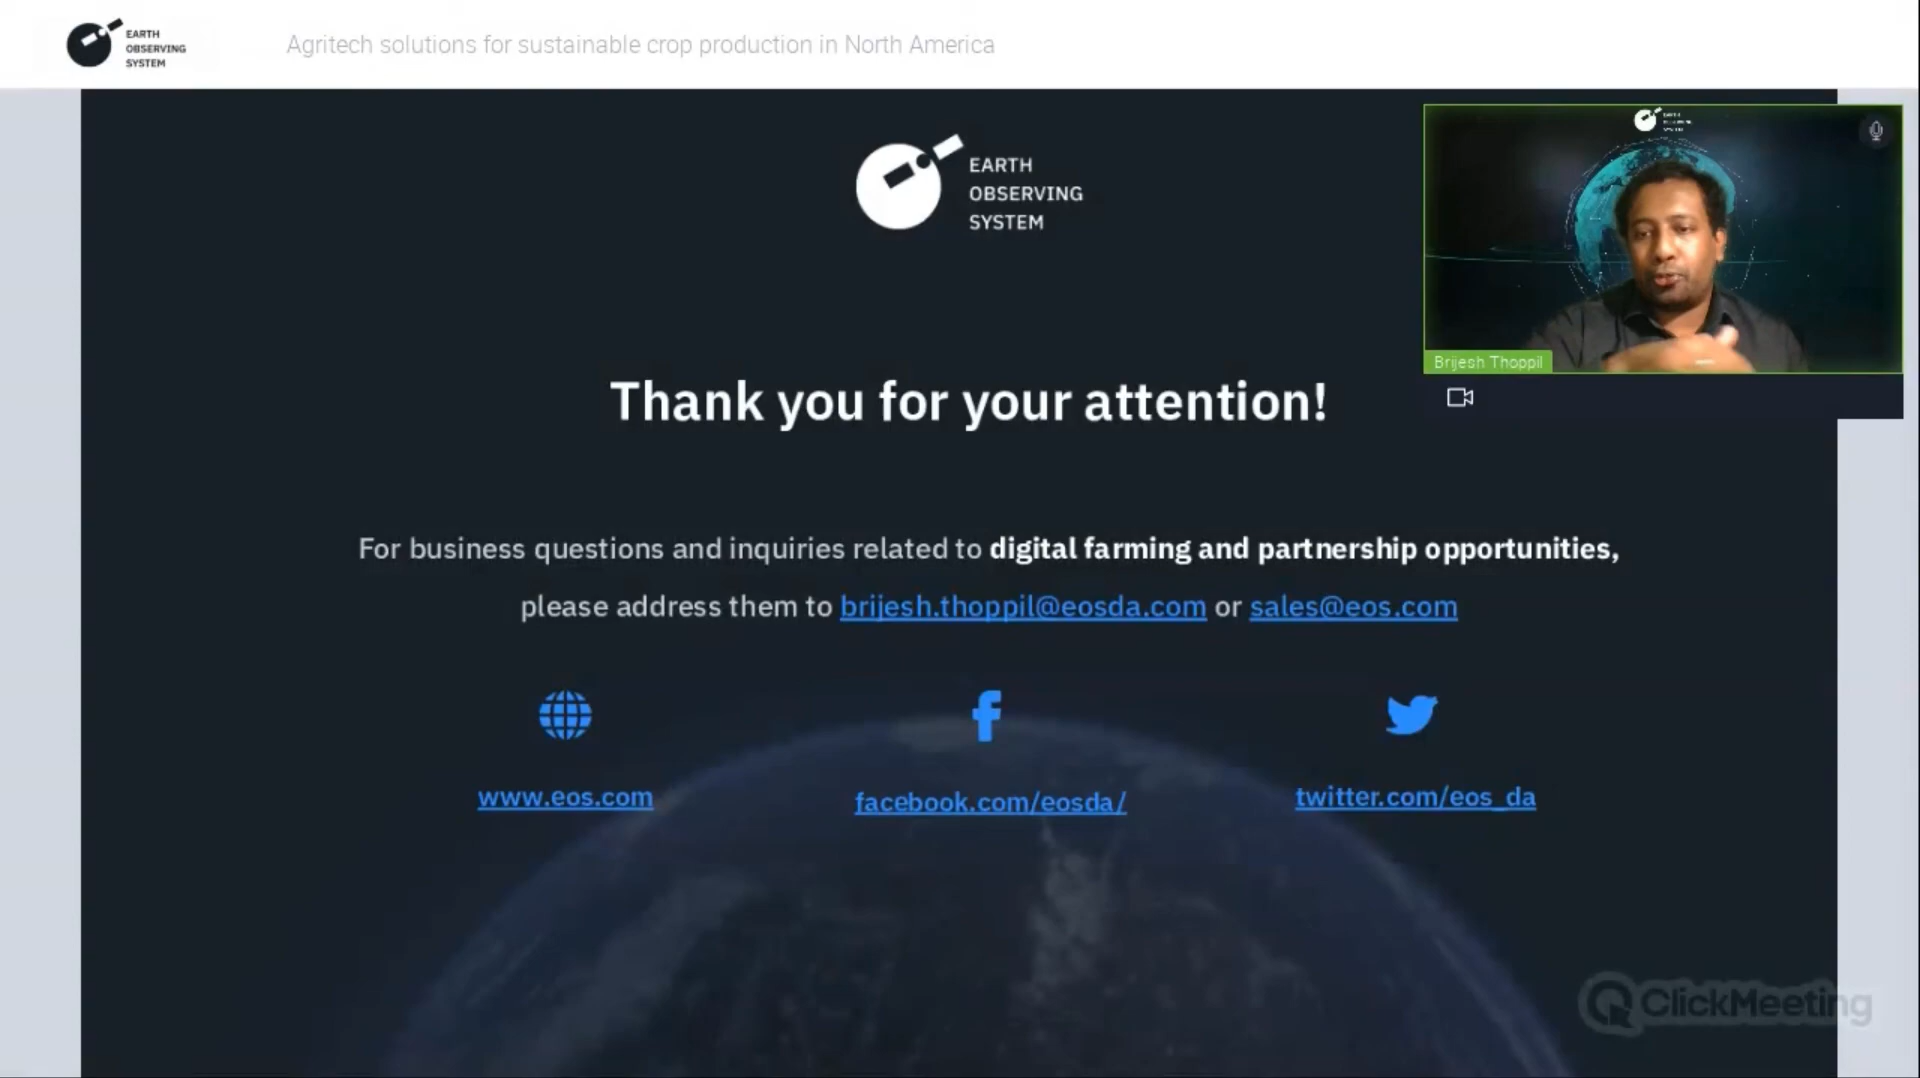 EARTH
OBSERVING
SYSTEM
Agritech solutions for sustainable crop production in North America
EARTH
OBSERVING
SYSTEM
Brijesh Thoppil
Thank you for your attention!
For business questions and inquiries related to digital farming and partnership opportunities,
please address them to brijesh.thoppil@eosda.com or sales@eos.com
www.eos.com
facebook.com/eosda/
twitter.com/eos_da
ClickMeeting